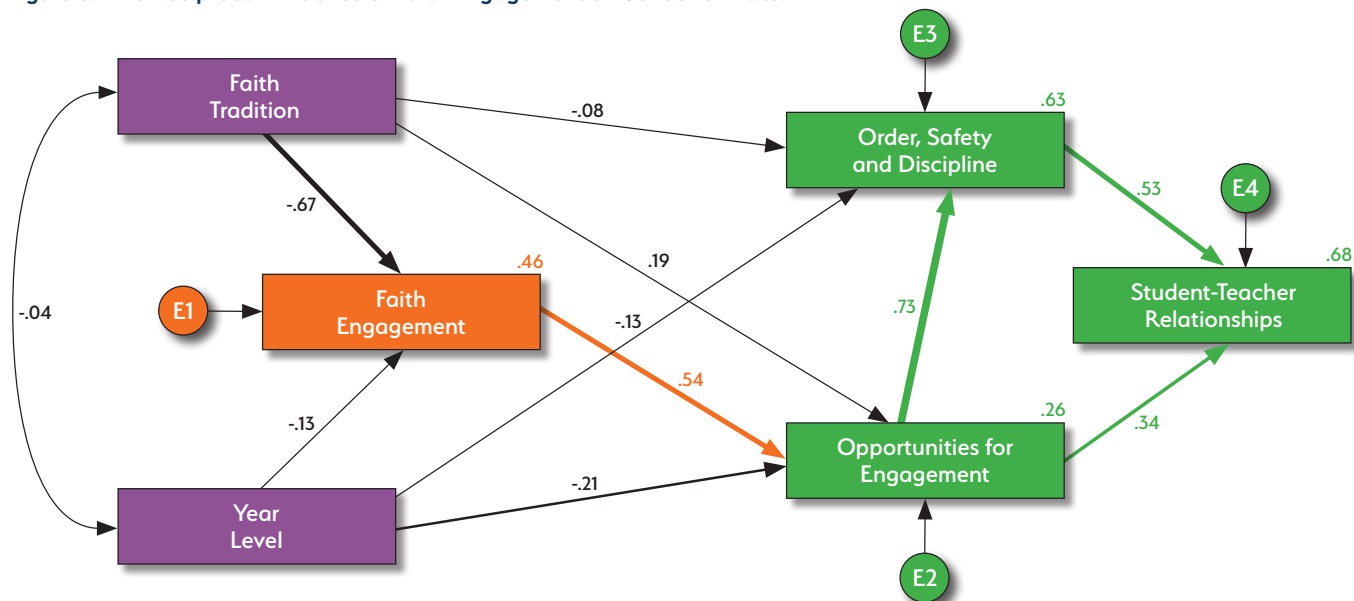 E3
Faith
Tradition
.63
-.08
Order, Safety
and Discipline
E4
.53
-.67
.46
.19
.68
E1
Faith
Engagement
Student-Teacher
Relationships
-.04
-.13
.73
.54
.26
-.13
.34
Opportunities for
Engagement
-.21
Year
Level
E2